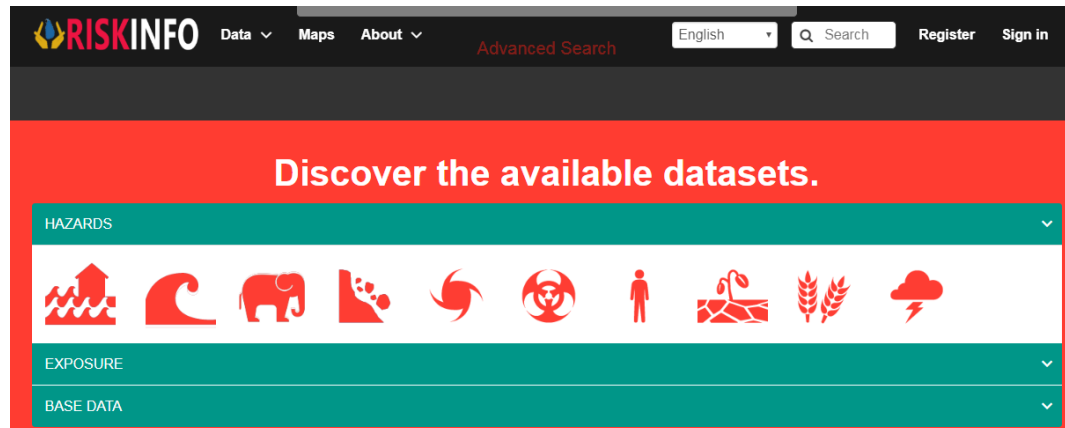 RISKINFO Data Maps About Advanced Search English Search Register Sign in
Discover the available datasets.
HAZARDS
EXPOSURE
BASE DATA